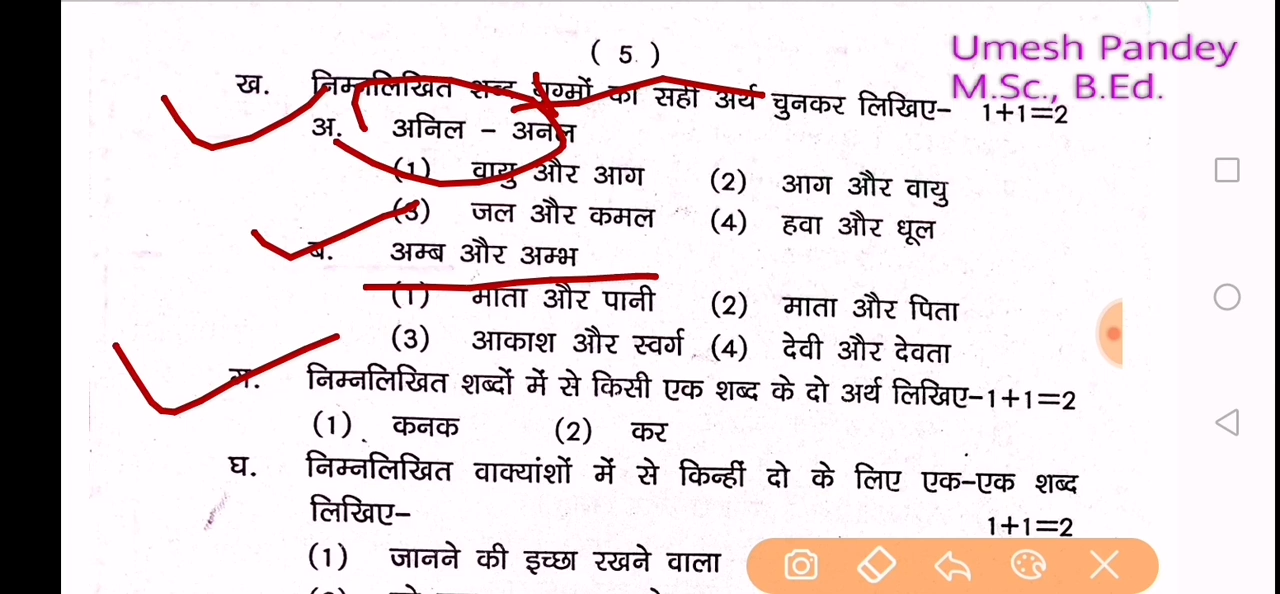 ( 5 )
Umesh Pandey
M.Sc., B.Ed.
ख. निम्नलिखित शब्द युग्मों का सही अर्थ चुनकर लिखिए- 1+1=2
अ. अनिल - अनल
(1) वायु और आग (2) आग और वायु
(3) जल और कमल (4) हवा और धूल
ब. अम्ब और अम्भ
(1) माता और पानी (2) माता और पिता
(3) आकाश और स्वर्ग (4) देवी और देवता
ग. निम्नलिखित शब्दों में से किसी एक शब्द के दो अर्थ लिखिए-1+1=2
(1) कनक (2) कर
घ. निम्नलिखित वाक्यांशों में से किन्हीं दो के लिए एक-एक शब्द
लिखिए- 1+1=2
(1) जानने की इच्छा रखने वाला